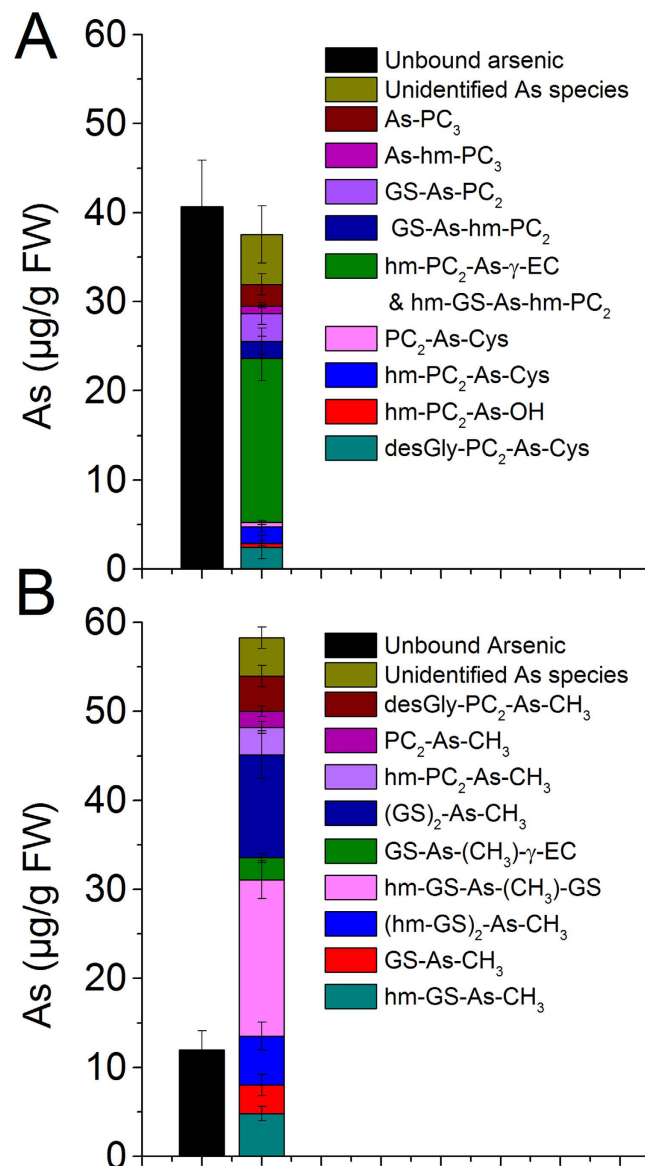 A
60
50
40
30
20
10
0
As (µg/g FW)
Unbound arsenic
Unidentified As species
As-PC₃
As-hm-PC₃
GS-As-PC₂
GS-As-hm-PC₂
hm-PC₂-As-γ-EC
& hm-GS-As-hm-PC₂
PC₂-As-Cys
hm-PC₂-As-Cys
hm-PC₂-As-OH
desGly-PC₂-As-Cys
B
60
50
40
30
20
10
0
As (µg/g FW)
Unbound Arsenic
Unidentified As species
desGly-PC₂-As-CH₃
PC₂-As-CH₃
hm-PC₂-As-CH₃
(GS)₂-As-CH₃
GS-As-(CH₃)-γ-EC
hm-GS-As-(CH₃)-GS
(hm-GS)₂-As-CH₃
GS-As-CH₃
hm-GS-As-CH₃